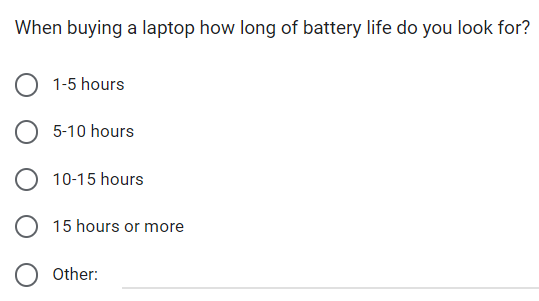 When buying a laptop how long of battery life do you look for?
1-5 hours
5-10 hours
10-15 hours
15 hours or more
Other: